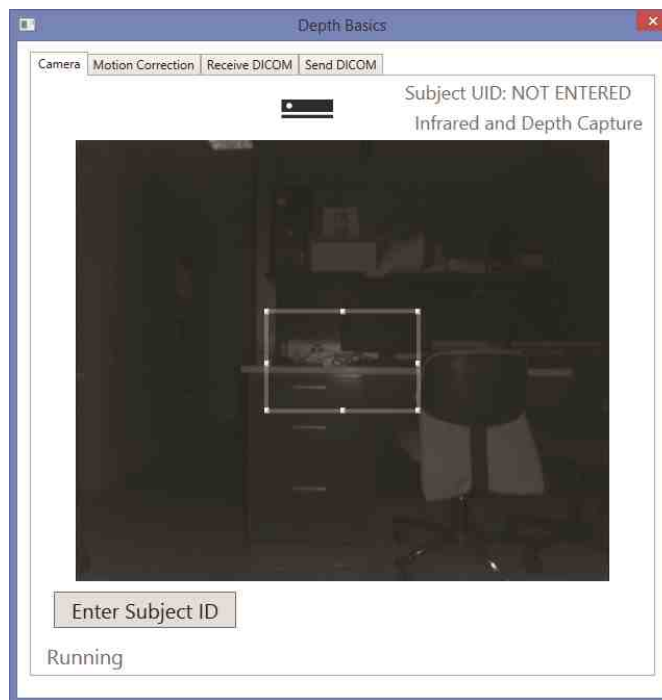 Depth Basics
Camera
Motion Correction
Receive DICOM
Send DICOM
Subject UID: NOT ENTERED
Infrared and Depth Capture
Enter Subject ID
Running